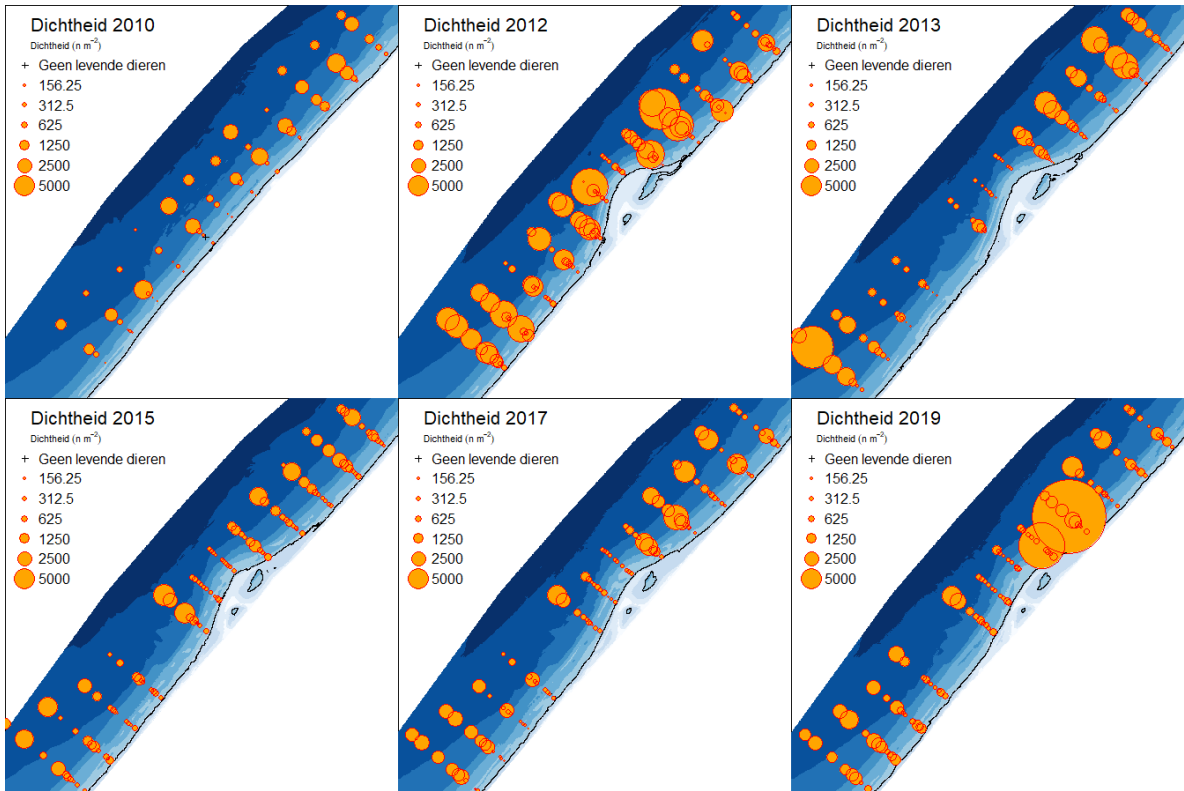 Dichtheid 2010
Dichtheid (n m⁻²)
+ Geen levende dieren
156.25
312.5
625
1250
2500
5000
Dichtheid 2012
Dichtheid (n m⁻²)
+ Geen levende dieren
156.25
312.5
625
1250
2500
5000
Dichtheid 2013
Dichtheid (n m⁻²)
+ Geen levende dieren
156.25
312.5
625
1250
2500
5000
Dichtheid 2015
Dichtheid (n m⁻²)
+ Geen levende dieren
156.25
312.5
625
1250
2500
5000
Dichtheid 2017
Dichtheid (n m⁻²)
+ Geen levende dieren
156.25
312.5
625
1250
2500
5000
Dichtheid 2019
Dichtheid (n m⁻²)
+ Geen levende dieren
156.25
312.5
625
1250
2500
5000